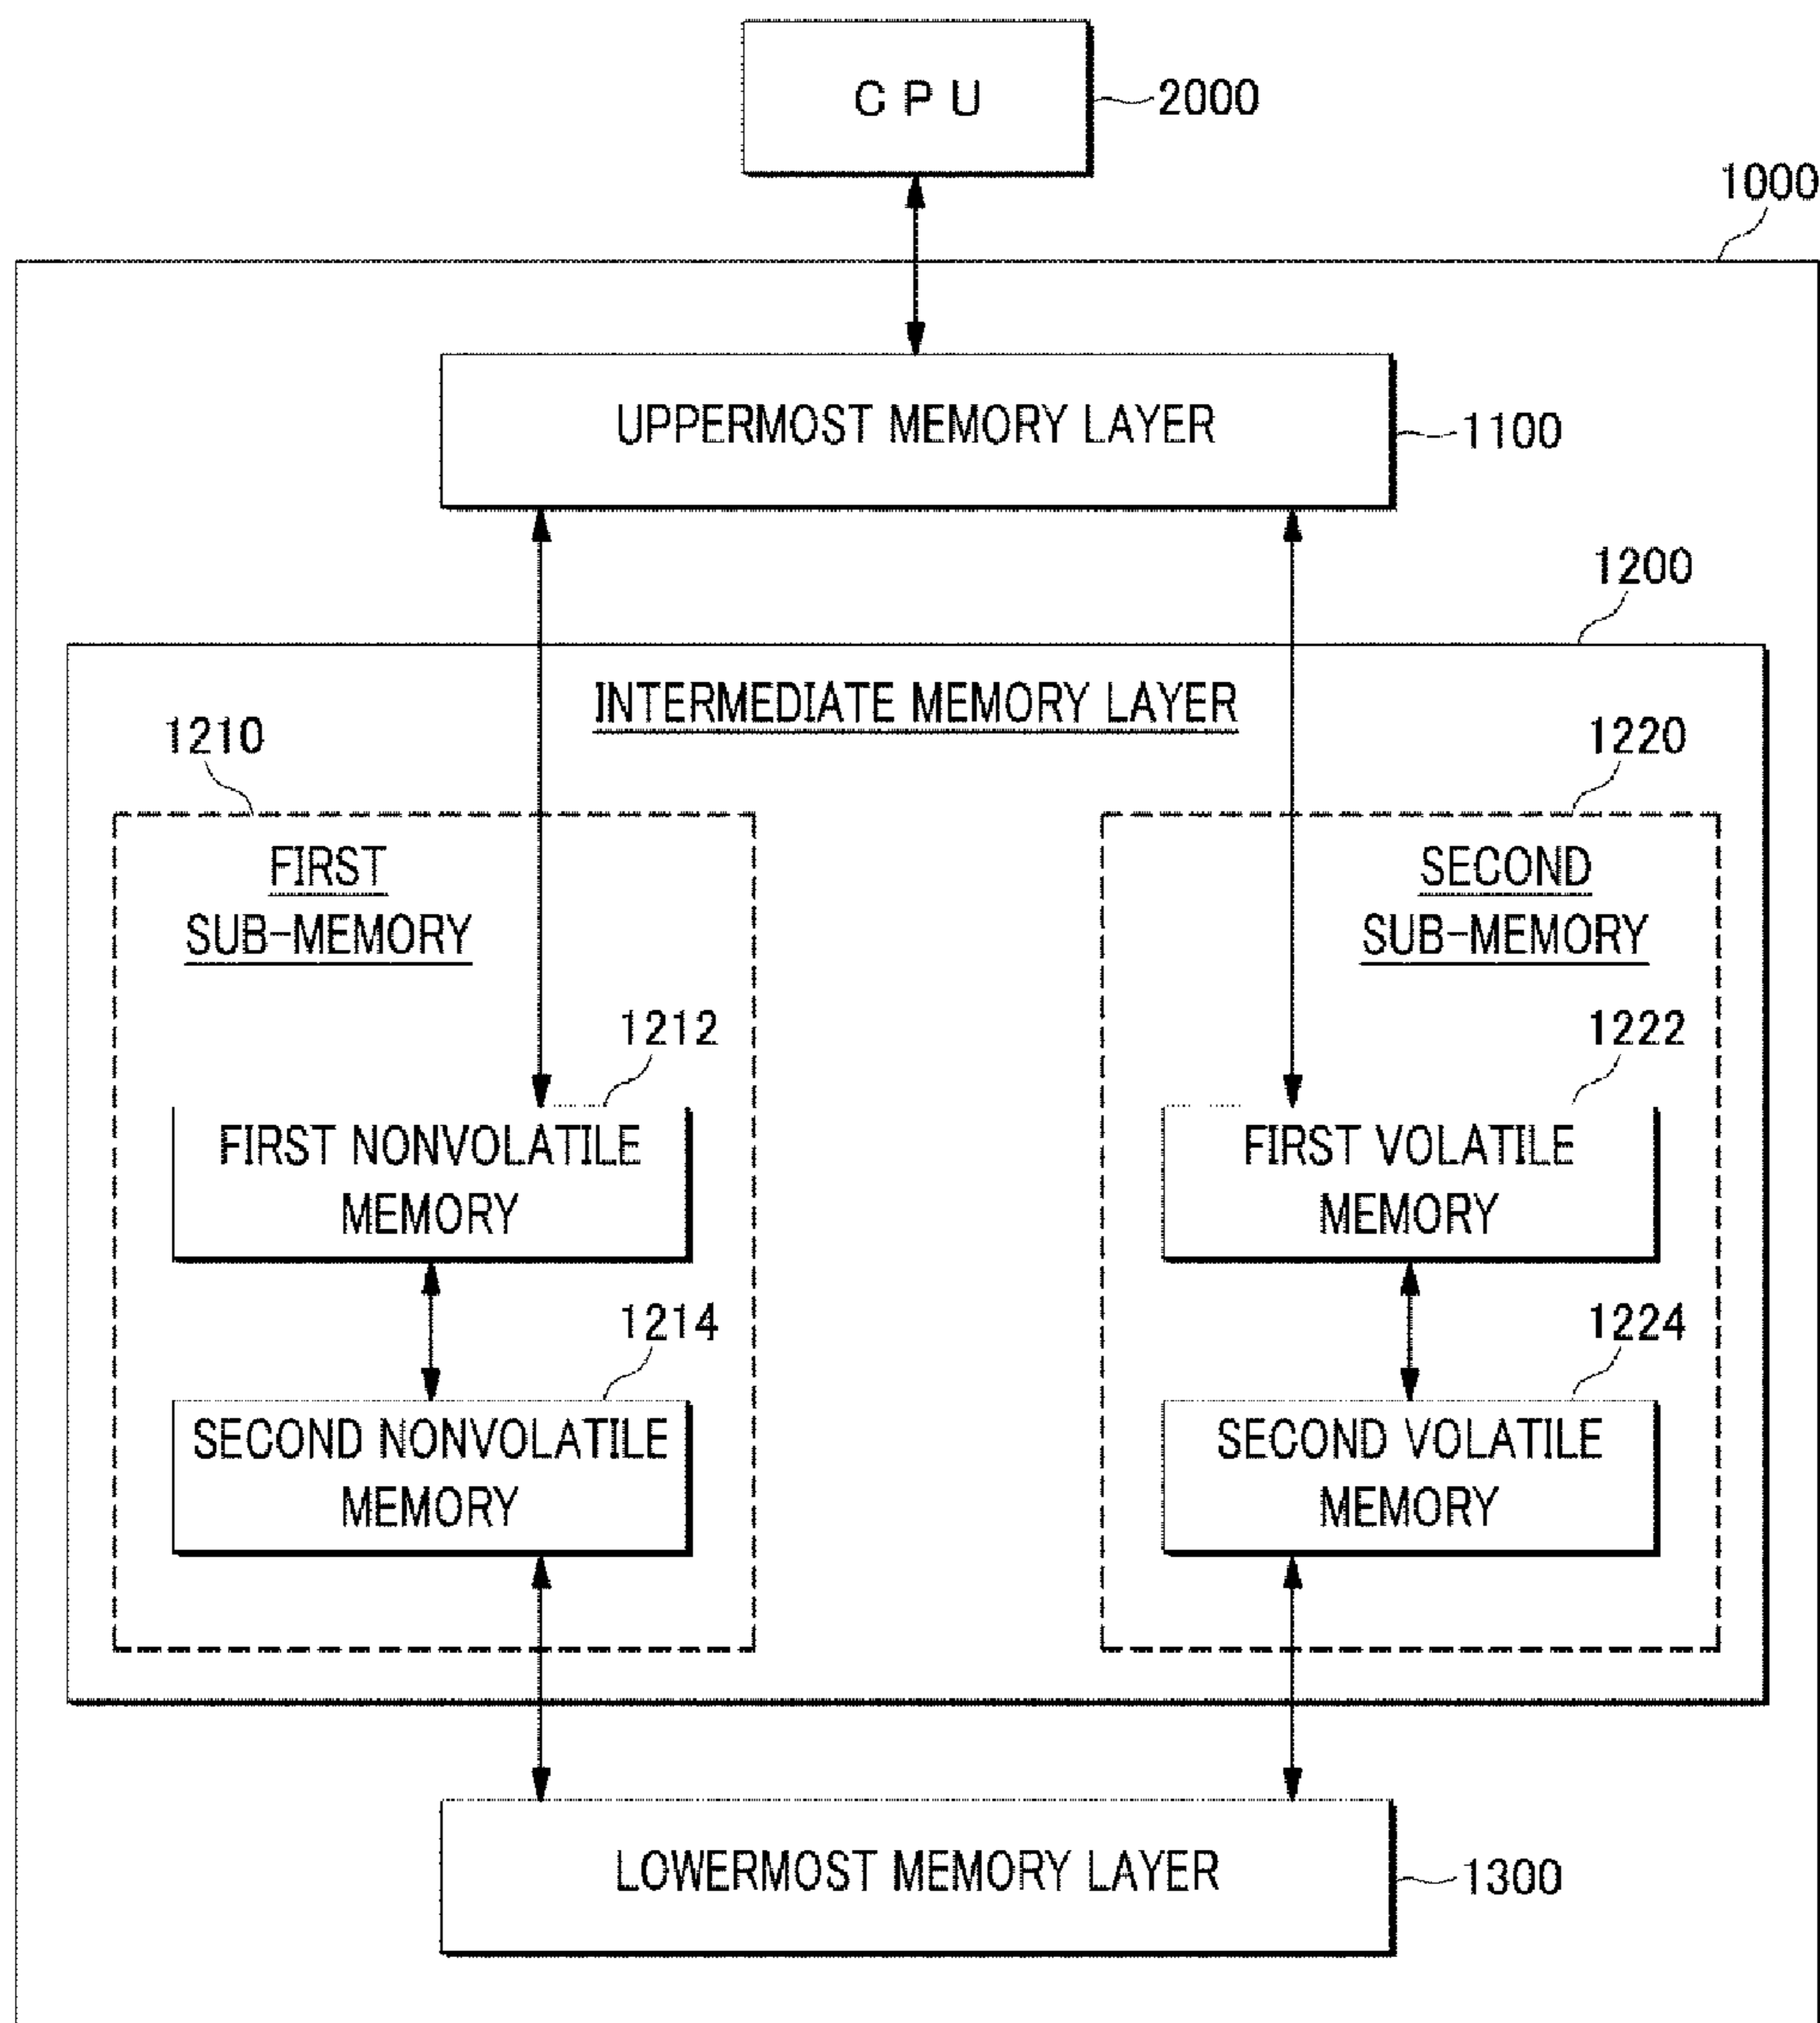 C P U
2000
1000
UPPERMOST MEMORY LAYER
1100
1200
INTERMEDIATE MEMORY LAYER
1210
1220
FIRST
SUB-MEMORY
SECOND
SUB-MEMORY
1212
1222
FIRST NONVOLATILE
MEMORY
FIRST VOLATILE
MEMORY
1214
1224
SECOND NONVOLATILE
MEMORY
SECOND VOLATILE
MEMORY
LOWERMOST MEMORY LAYER
1300